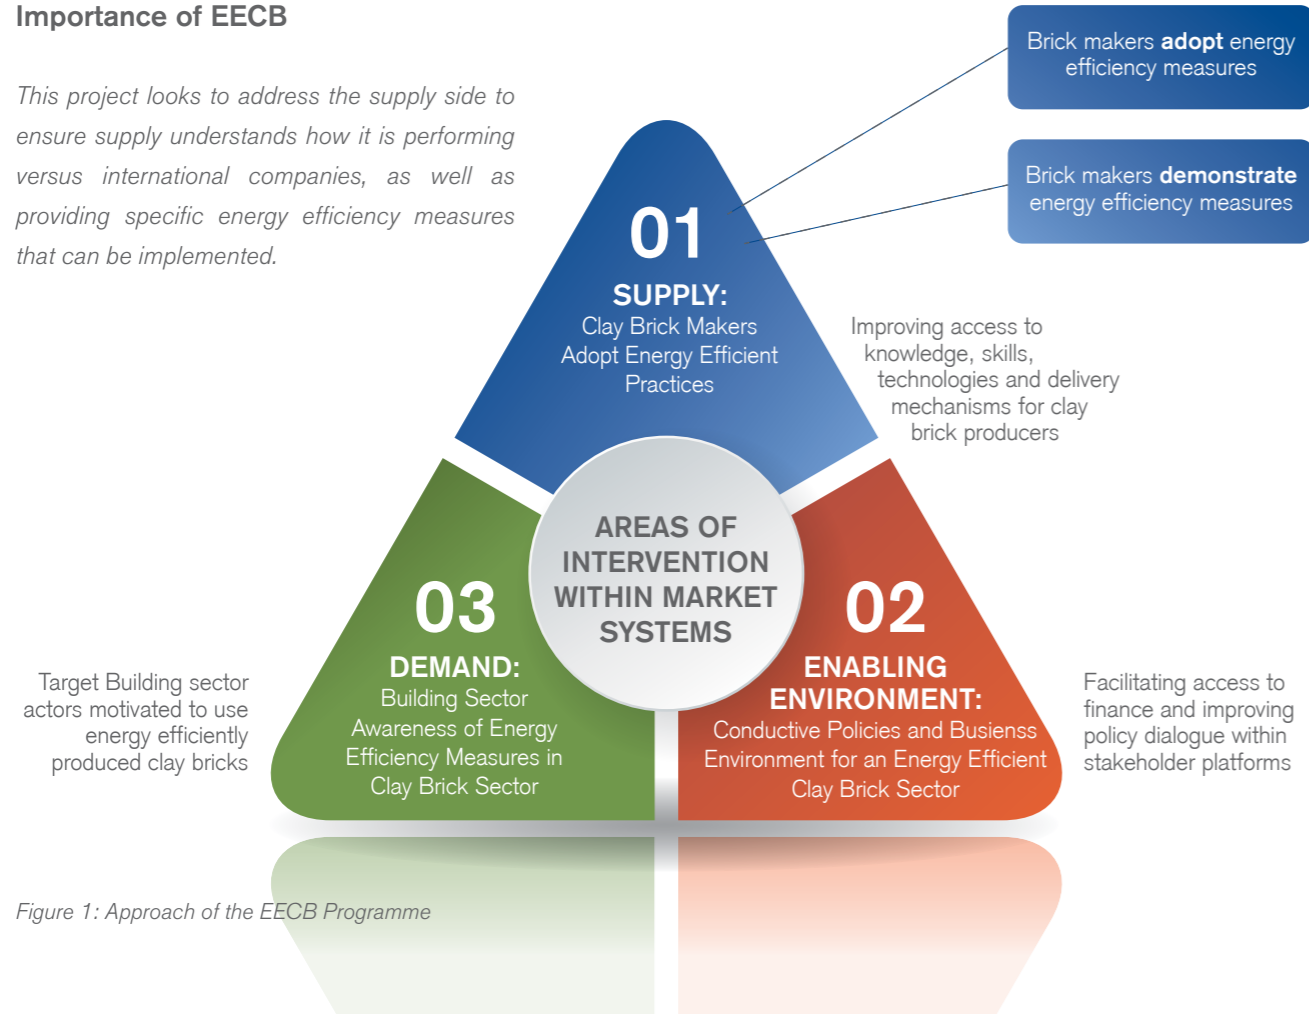 Importance of EECB
This project looks to address the supply side to
ensure supply understands how it is performing
versus international companies, as well as
providing specific energy efficiency measures
that can be implemented.
Brick makers adopt energy
efficiency measures
Brick makers demonstrate
energy efficiency measures
01
SUPPLY:
Clay Brick Makers
Adopt Energy Efficient
Practices
Improving access to
knowledge, skills,
technologies and delivery
mechanisms for clay
brick producers
AREAS OF
INTERVENTION
WITHIN MARKET
SYSTEMS
03
DEMAND:
Building Sector
Awareness of Energy
Efficiency Measures in
Clay Brick Sector
02
ENABLING
ENVIRONMENT:
Conductive Policies and Busienss
Environment for an Energy Efficient
Clay Brick Sector
Target Building sector
actors motivated to use
energy efficiently
produced clay bricks
Facilitating access to
finance and improving
policy dialogue within
stakeholder platforms
Figure 1: Approach of the EECB Programme